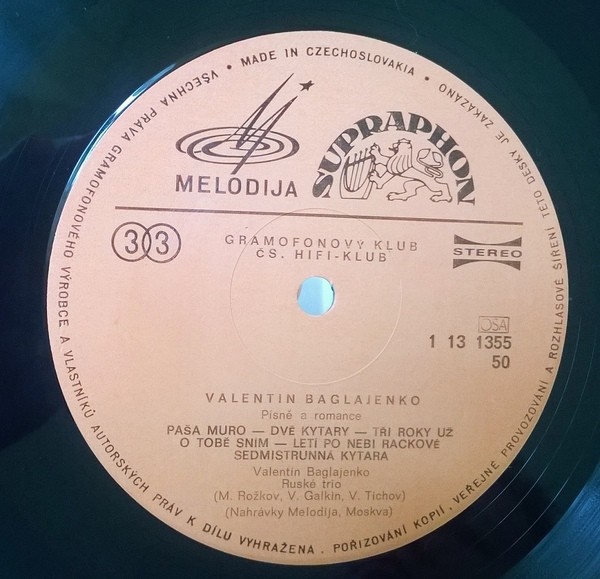 VŠECHNA PRÁVA GRAMOFONOVÉHO VÝROBCE A VLASTNÍKŮ AUTORSKÝCH PRÁV K DÍLU VYHRAŽENA . POŘIZOVÁNÍ KOPIÍ , VEŘEJNÉ PROVOZOVÁNÍ A ROZHLASOVÉ ŠÍŘENÍ TÉTO DESKY JE ZAKÁZÁNO • MADE IN CZECHOSLOVAKIA •
MELODIJA
SUPRAPHON
33
GRAMOFONOVÝ KLUB
ČS. HIFI-KLUB
STEREO
OSA
1 13 1355
50
VALENTIN BAGLAJENKO
Písně a romance
PÁŠA MURO — DVĚ KYTARY — TŘI ROKY UŽ
O TOBĚ SNÍM — LETÍ PO NEBI RACKOVÉ
SEDMISTRUNNÁ KYTARA
Valentin Baglajenko
Ruské trio
(M. Rožkov, V. Galkin, V. Tichov)
(Nahrávky Melodija, Moskva)